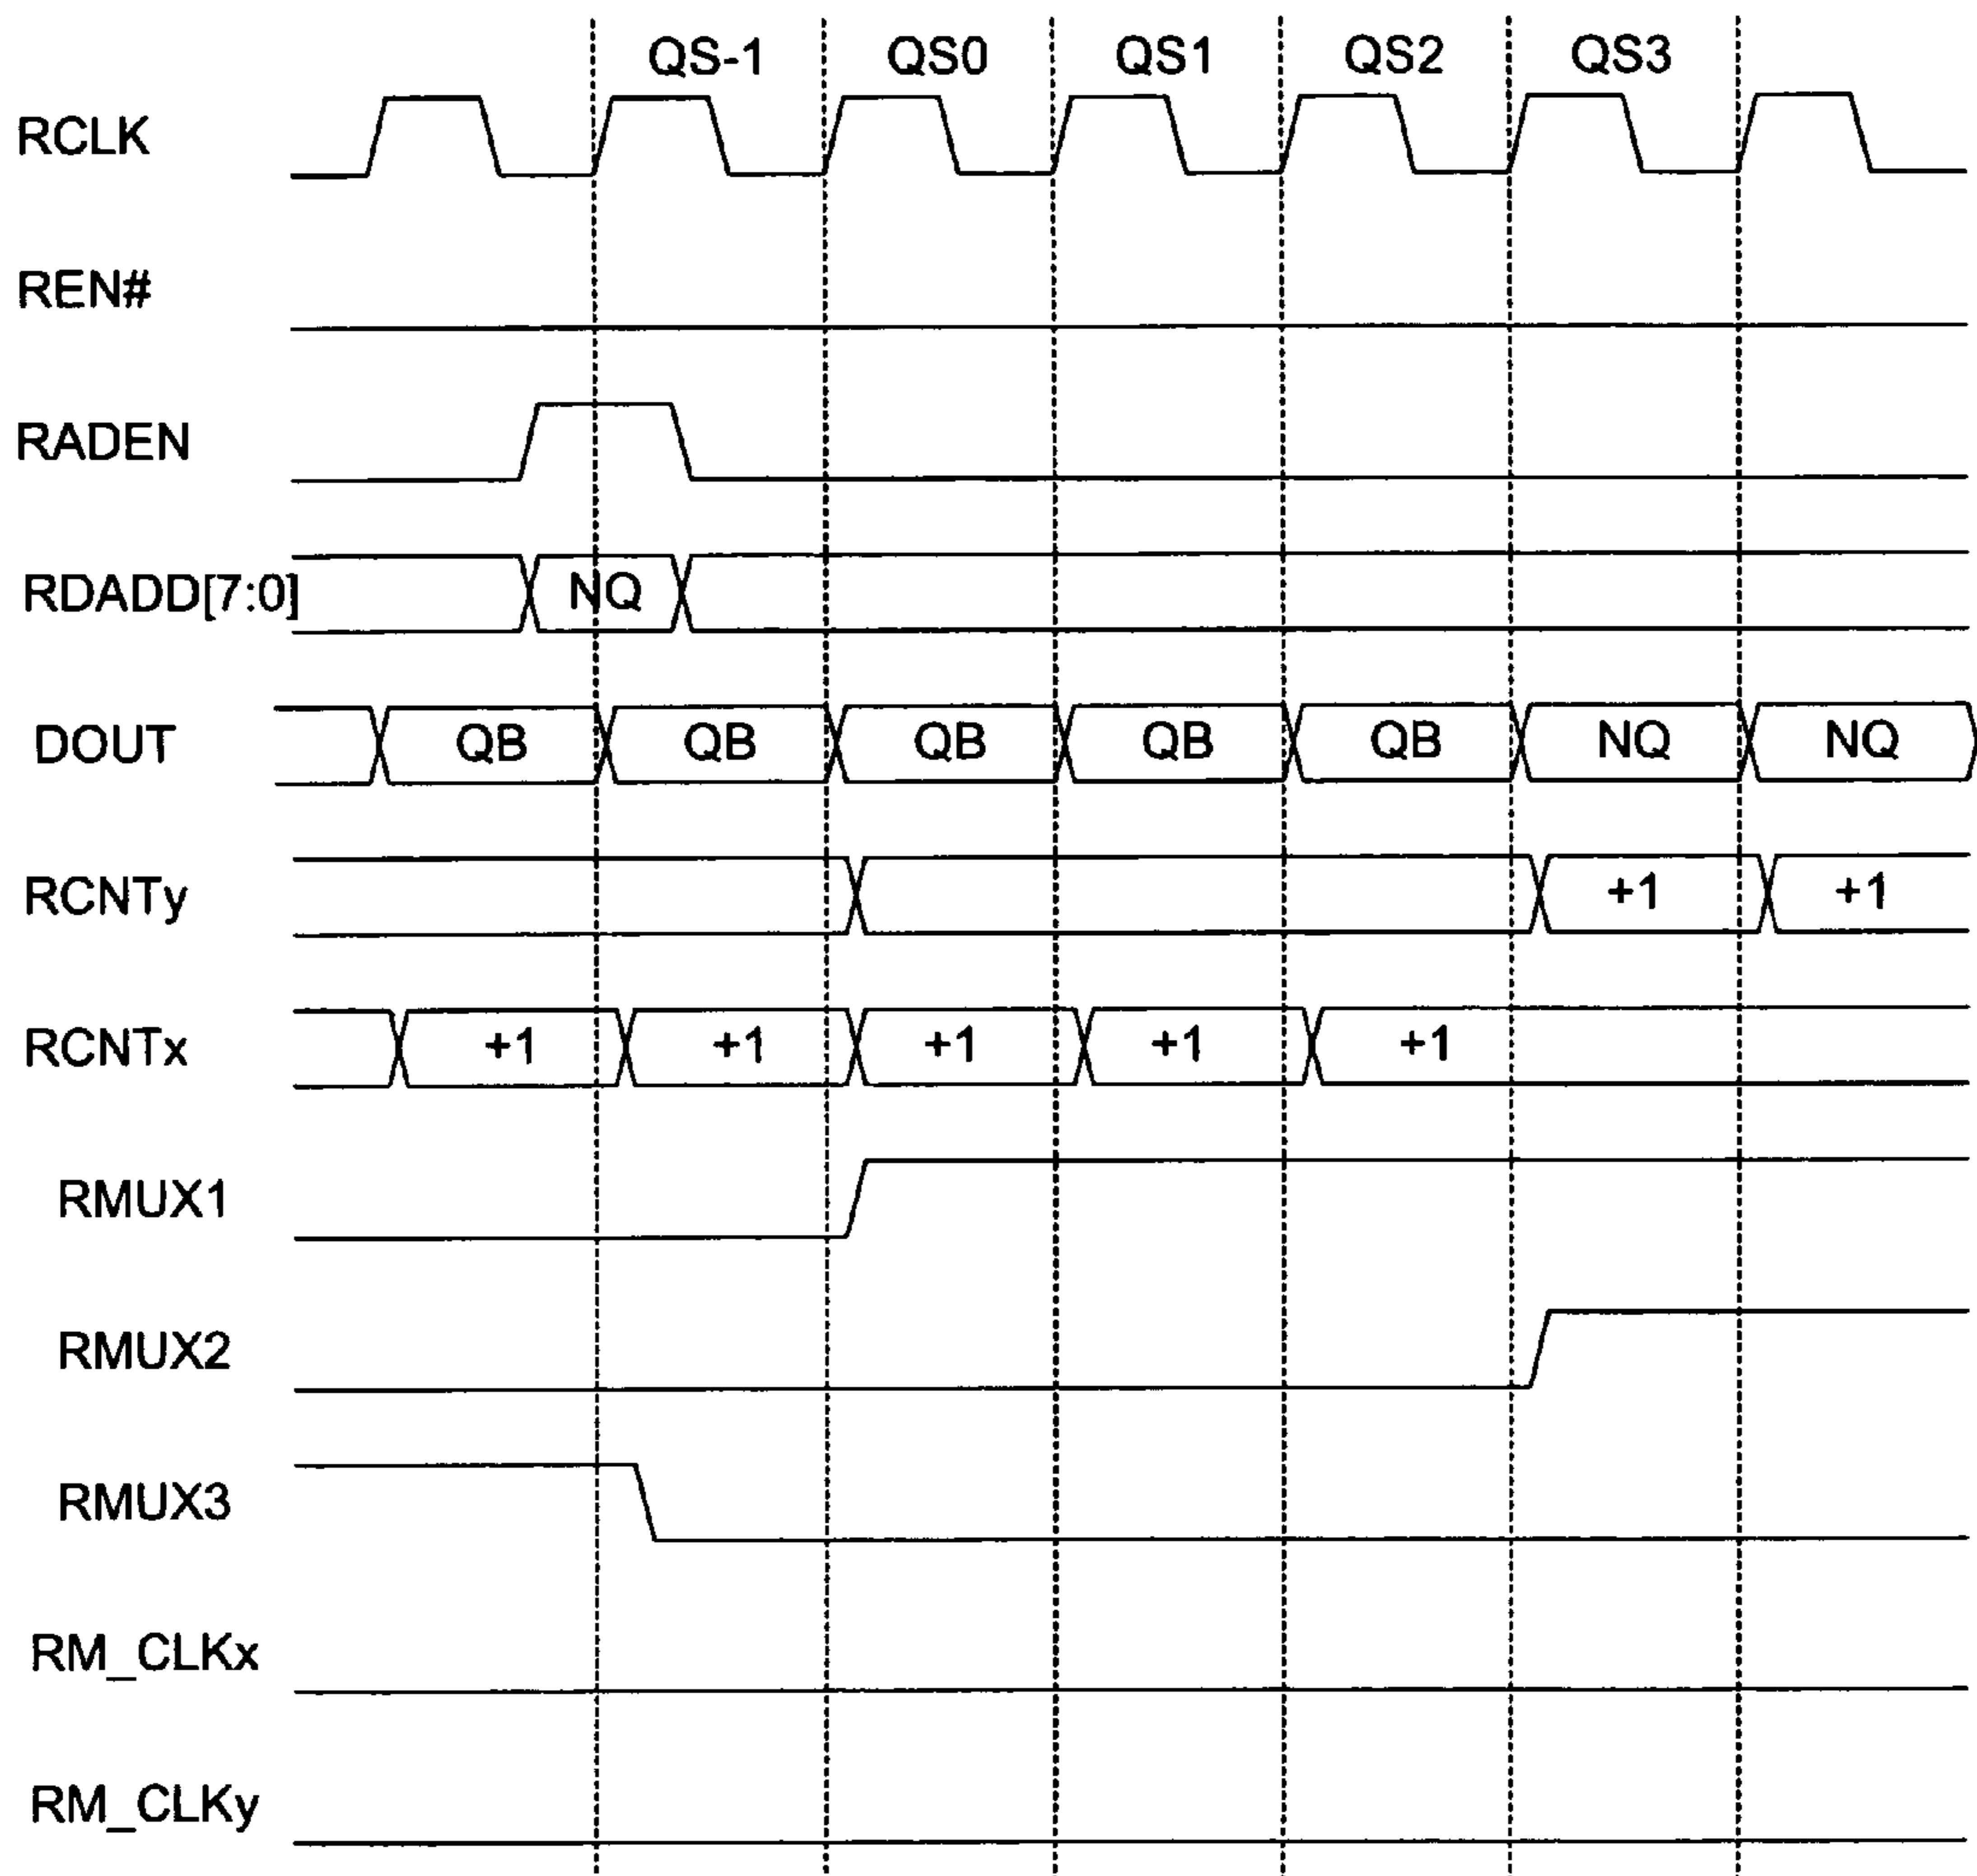 QS-1 QS0 QS1 QS2 QS3
RCLK
REN#
RADEN
RDADD[7:0] NQ
DOUT QB QB QB QB QB NQ NQ
RCNTy +1 +1
RCNTx +1 +1 +1 +1 +1
RMUX1
RMUX2
RMUX3
RM_CLKx
RM_CLKy